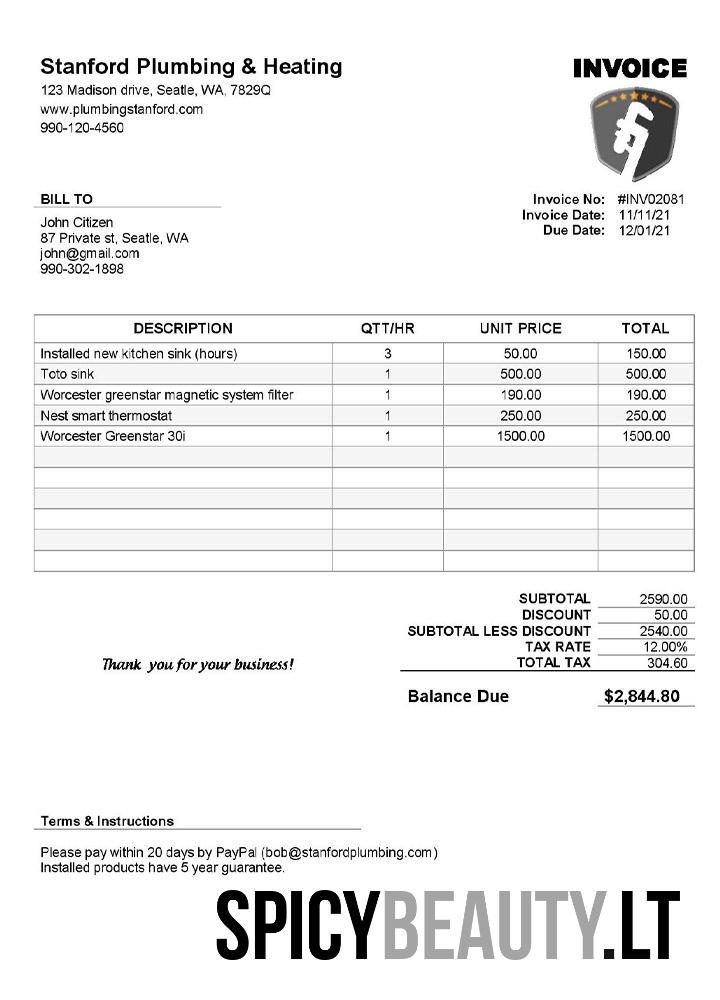 Stanford Plumbing & Heating
INVOICE
123 Madison drive, Seatle, WA, 7829Q
www.plumbingstanford.com
990-120-4560
BILL TO
John Citizen
87 Private st, Seatle, WA
john@gmail.com
990-302-1898
Invoice No: #INV02081
Invoice Date: 11/11/21
Due Date: 12/01/21
DESCRIPTION QTT/HR UNIT PRICE TOTAL
Installed new kitchen sink (hours) 3 50.00 150.00
Toto sink 1 500.00 500.00
Worcester greenstar magnetic system filter 1 190.00 190.00
Nest smart thermostat 1 250.00 250.00
Worcester Greenstar 30i 1 1500.00 1500.00
SUBTOTAL 2590.00
DISCOUNT 50.00
SUBTOTAL LESS DISCOUNT 2540.00
TAX RATE 12.00%
TOTAL TAX 304.60
Thank you for your business!
Balance Due $2,844.80
Terms & Instructions
Please pay within 20 days by PayPal (bob@stanfordplumbing.com)
Installed products have 5 year guarantee.
SPICYBEAUTY.LT